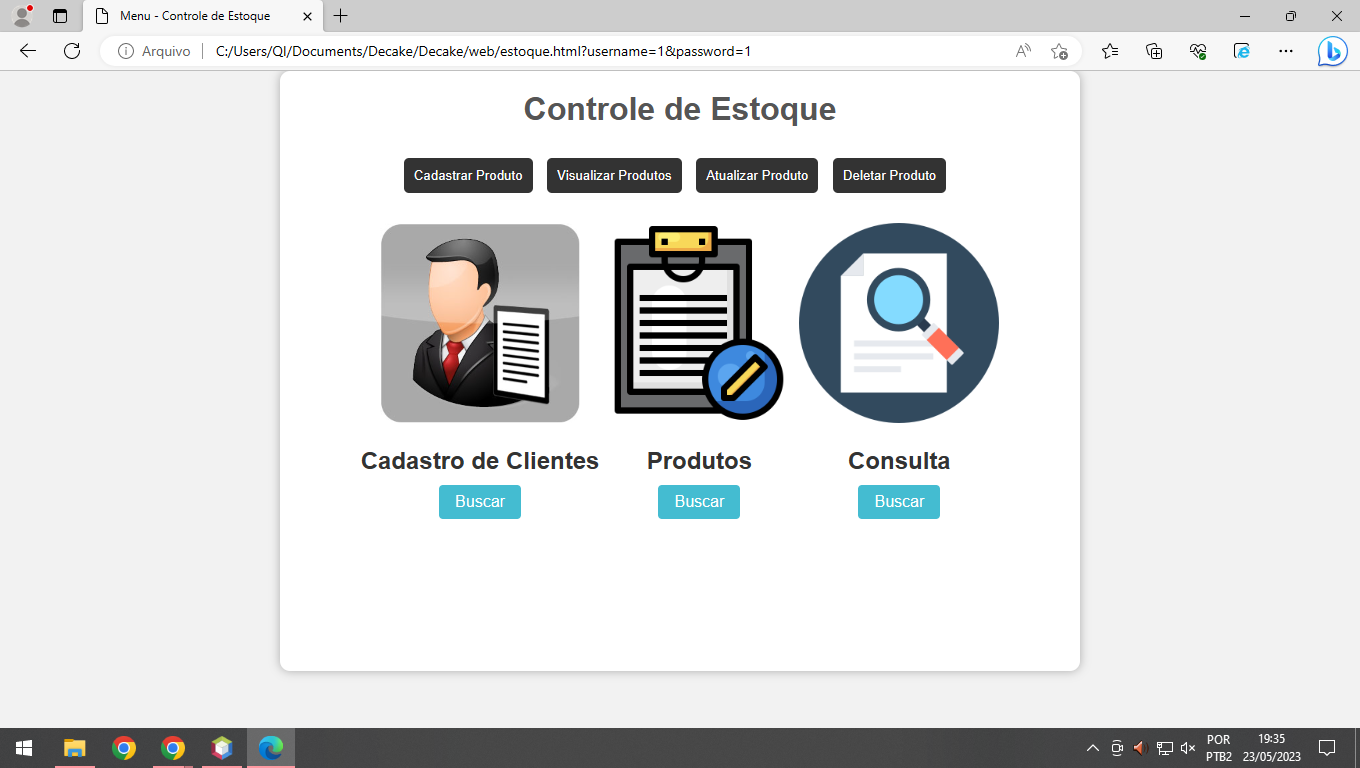 Menu - Controle de Estoque
Arquivo
C:/Users/QI/Documents/Decake/Decake/web/estoque.html?username=1&password=1
Controle de Estoque
Cadastrar Produto Visualizar Produtos Atualizar Produto Deletar Produto
Cadastro de Clientes Produtos Consulta
Buscar Buscar Buscar
POR 19:35
PTB2 23/05/2023